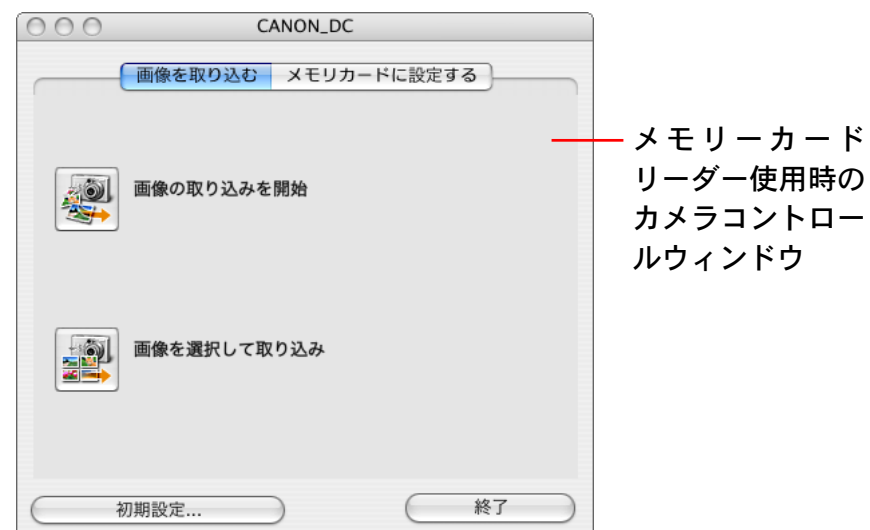 CANON_DC
画像を取り込む メモリカードに設定する
画像の取り込みを開始
画像を選択して取り込み
初期設定... 終了
メモリーカード
リーダー使用時の
カメラコントロー
ルウィンドウ